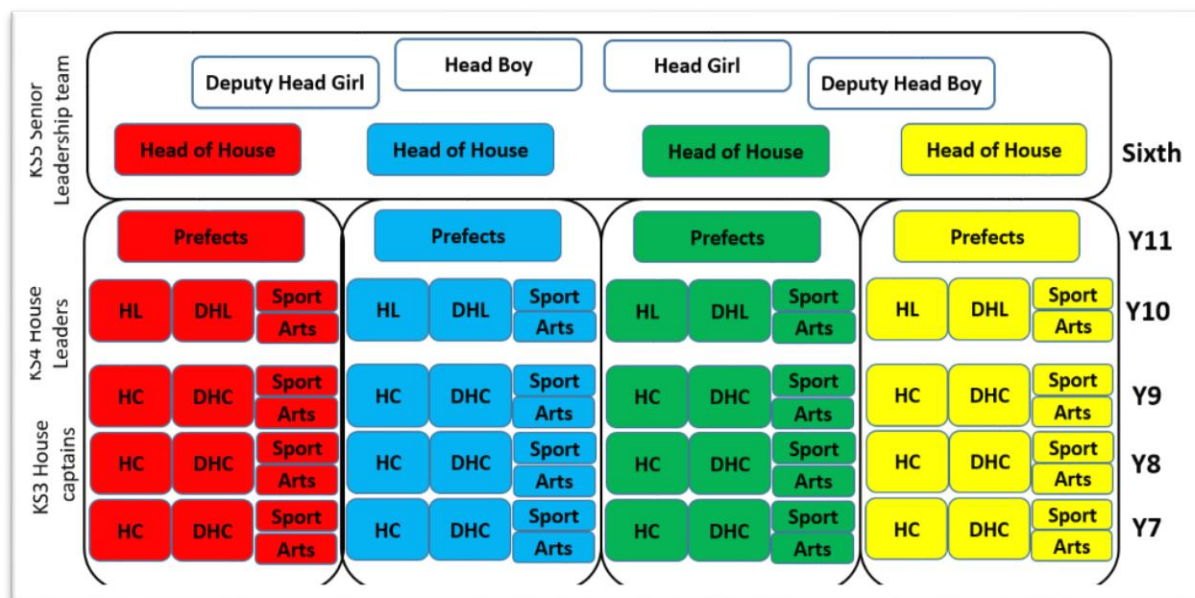 KS5 Senior
Leadership team
Deputy Head Girl
Head Boy
Head Girl
Deputy Head Boy
Head of House
Head of House
Head of House
Head of House
Sixth
Prefects
Prefects
Prefects
Prefects
Y11
KS4 House
Leaders
HL DHL Sport Arts
HL DHL Sport Arts
HL DHL Sport Arts
HL DHL Sport Arts
Y10
KS3 House
captains
HC DHC Sport Arts
HC DHC Sport Arts
HC DHC Sport Arts
HC DHC Sport Arts
Y9
HC DHC Sport Arts
HC DHC Sport Arts
HC DHC Sport Arts
HC DHC Sport Arts
Y8
HC DHC Sport Arts
HC DHC Sport Arts
HC DHC Sport Arts
HC DHC Sport Arts
Y7